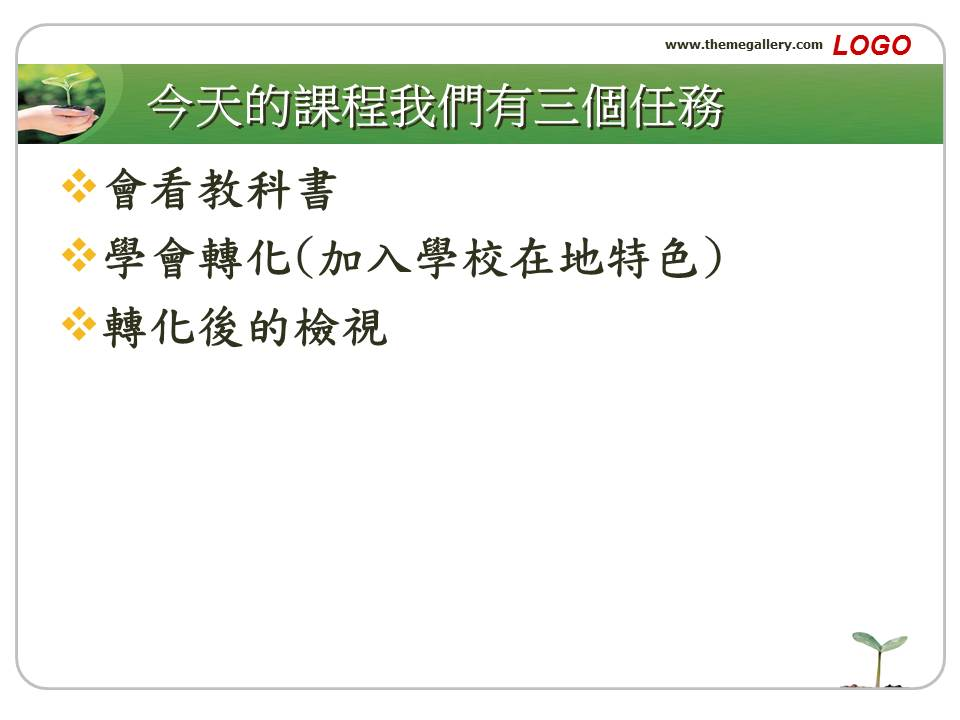 www.themegallery.com LOGO
今天的課程我們有三個任務
會看教科書
學會轉化(加入學校在地特色)
轉化後的檢視